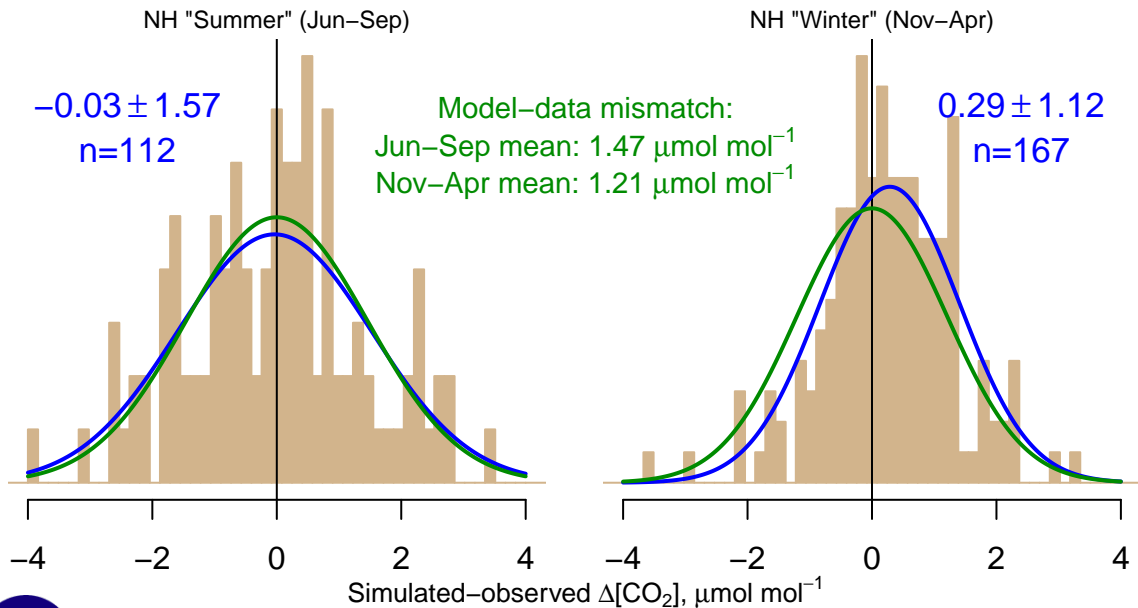 NH "Summer" (Jun−Sep)
−0.03 ± 1.57
n=112
Model−data mismatch:
Jun−Sep mean: 1.47 μmol mol⁻¹
Nov−Apr mean: 1.21 μmol mol⁻¹
NH "Winter" (Nov−Apr)
0.29 ± 1.12
n=167
−4 −2 0 2 4
−4 −2 0 2 4
Simulated−observed Δ[CO₂], μmol mol⁻¹